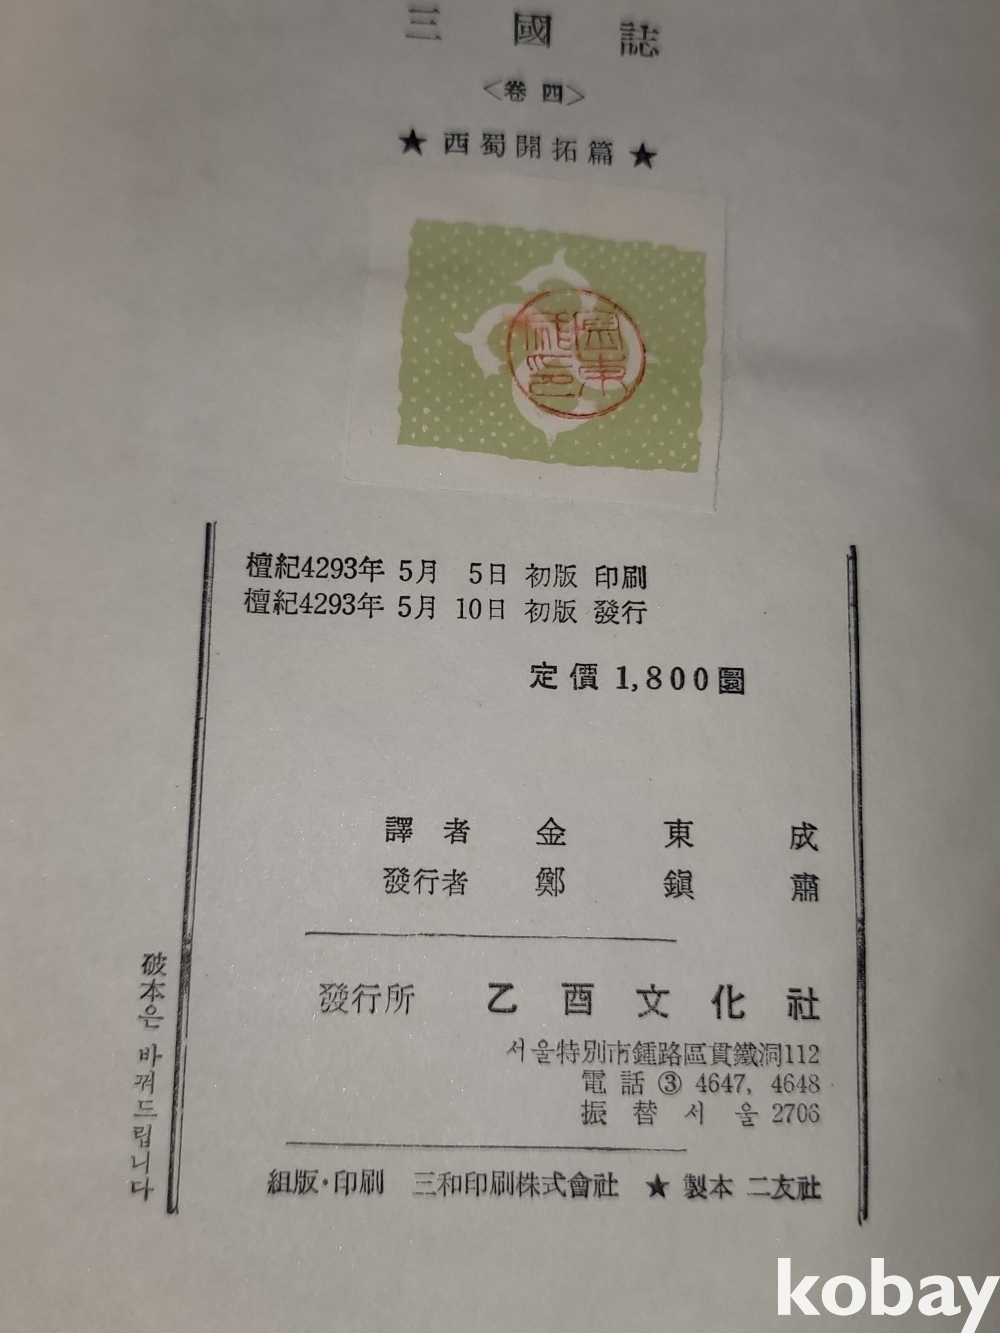 三國誌
<卷 四>
★ 西蜀開拓篇 ★
檀紀4293年 5月 5日 初版 印刷
檀紀4293年 5月 10日 初版 發行
定價 1,800圜
譯者 金東成
發行者 鄭鎭肅
發行所 乙酉文化社
서울特別市鍾路區貫鐵洞112
電話 ③ 4647, 4648
振替 서울 2706
組版·印刷 三和印刷株式會社 ★ 製本 二友社
破本은 바꿔드립니다
kobay